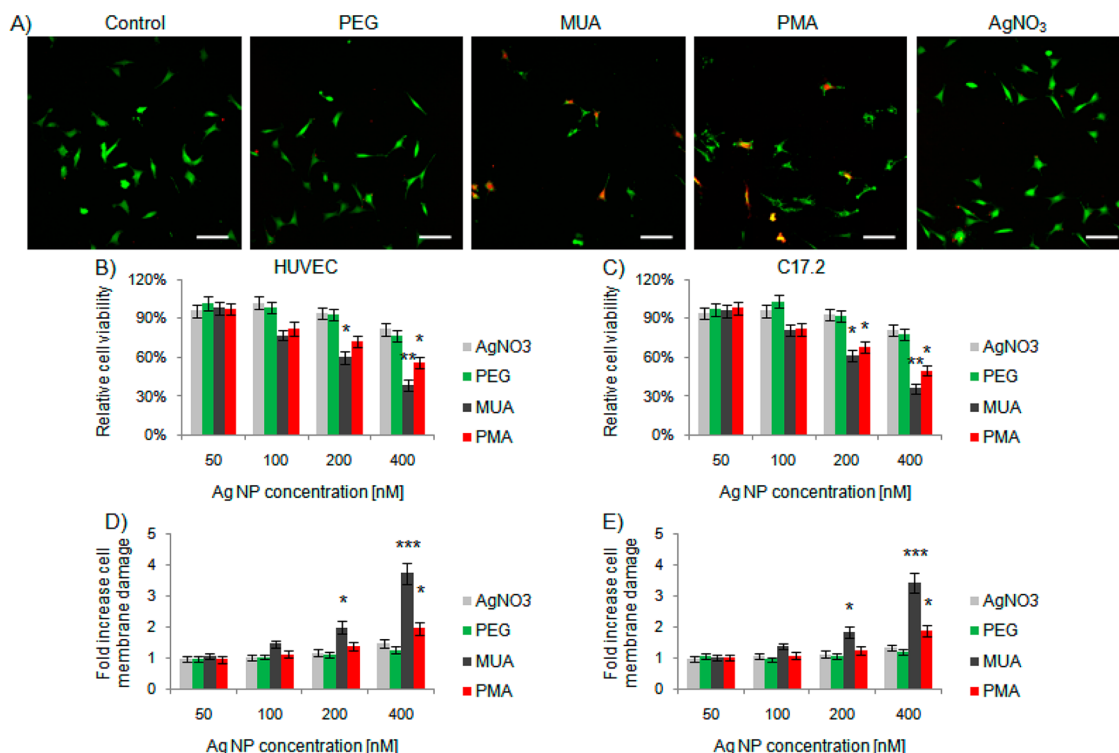 A) Control PEG MUA PMA AgNO₃
B) HUVEC
120%
90%
60%
30%
0%
Relative cell viability
* *
** 
50 100 200 400
Ag NP concentration [nM]
AgNO3
PEG
MUA
PMA
C) C17.2
120%
90%
60%
30%
0%
Relative cell viability
* * *
**
50 100 200 400
Ag NP concentration [nM]
AgNO3
PEG
MUA
PMA
D)
5
4
3
2
1
0
Fold increase cell
membrane damage
***
* *
50 100 200 400
Ag NP concentration [nM]
AgNO3
PEG
MUA
PMA
E)
5
4
3
2
1
0
Fold increase cell
membrane damage
***
* *
50 100 200 400
Ag NP concentration [nM]
AgNO3
PEG
MUA
PMA